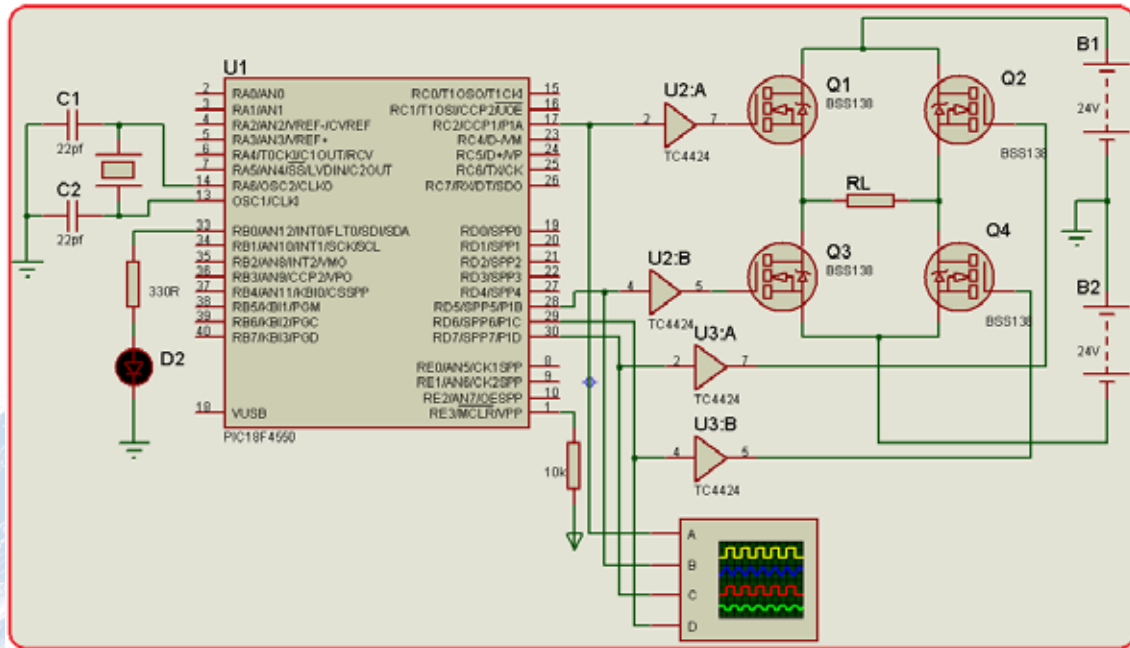 U1
C1
22pf
C2
22pf
330R
D2
2 RA0/AN0
3 RA1/AN1
4 RA2/AN2/VREF-/CVREF
5 RA3/AN3/VREF+
6 RA4/T0CKI/C1OUT/RCV
7 RA5/AN4/SS/LVDIN/C2OUT
14 RA6/OSC2/CLKO
13 OSC1/CLKI
33 RB0/AN12/INT0/FLT0/SDI/SDA
34 RB1/AN10/INT1/SCK/SCL
35 RB2/AN8/INT2/VMO
36 RB3/AN9/CCP2/VPO
37 RB4/AN11/KBI0/CSSPP
38 RB5/KBI1/PGM
39 RB6/KBI2/PGC
40 RB7/KBI3/PGD
18 VUSB
RC0/T1OSO/T1CKI 15
RC1/T1OSI/CCP2/UOE 16
RC2/CCP1/P1A 17
RC4/D-/VM 23
RC5/D+/VP 24
RC6/TX/CK 25
RC7/RX/DT/SDO 26
RD0/SPP0 19
RD1/SPP1 20
RD2/SPP2 21
RD3/SPP3 22
RD4/SPP4 27
RD5/SPP5/P1B 28
RD6/SPP6/P1C 29
RD7/SPP7/P1D 30
RE0/AN5/CK1SPP 8
RE1/AN6/CK2SPP 9
RE2/AN7/OESPP 10
RE3/MCLR/VPP 1
PIC18F4550
10k
U2:A
2 7
TC4424
U2:B
4 5
TC4424
U3:A
2 7
TC4424
U3:B
4 5
TC4424
Q1
BSS138
Q2
BSS138
RL
Q3
BSS138
Q4
BSS138
B1
24V
B2
24V
A
B
C
D